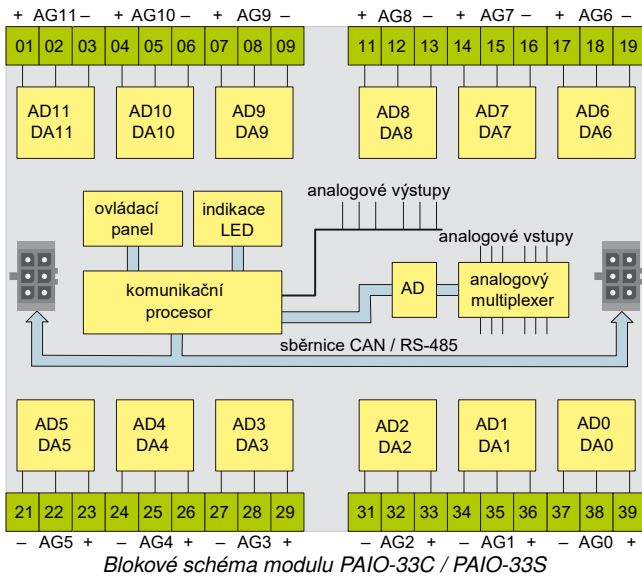 + AG11 – + AG10 – + AG9 – + AG8 – + AG7 – + AG6 –
01 02 03 04 05 06 07 08 09 11 12 13 14 15 16 17 18 19
AD11 AD10 AD9 AD8 AD7 AD6
DA11 DA10 DA9 DA8 DA7 DA6
analogové výstupy
ovládací panel
indikace LED
analogové vstupy
komunikační procesor
AD
analogový multiplexer
sběrnice CAN / RS-485
AD5 AD4 AD3 AD2 AD1 AD0
DA5 DA4 DA3 DA2 DA1 DA0
21 22 23 24 25 26 27 28 29 31 32 33 34 35 36 37 38 39
– AG5 + – AG4 + – AG3 + – AG2 + – AG1 + – AG0 +
Blokové schéma modulu PAIO-33C / PAIO-33S